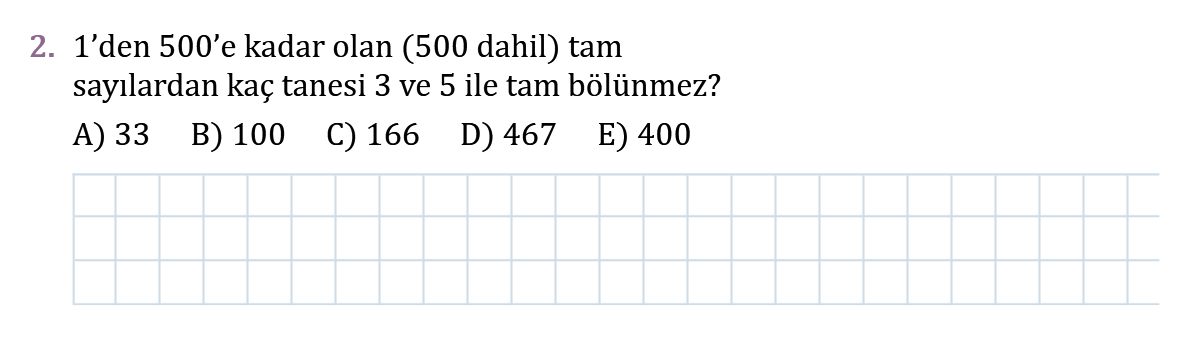 2. 1’den 500’e kadar olan (500 dahil) tam
sayılardan kaç tanesi 3 ve 5 ile tam bölünmez?
A) 33 B) 100 C) 166 D) 467 E) 400